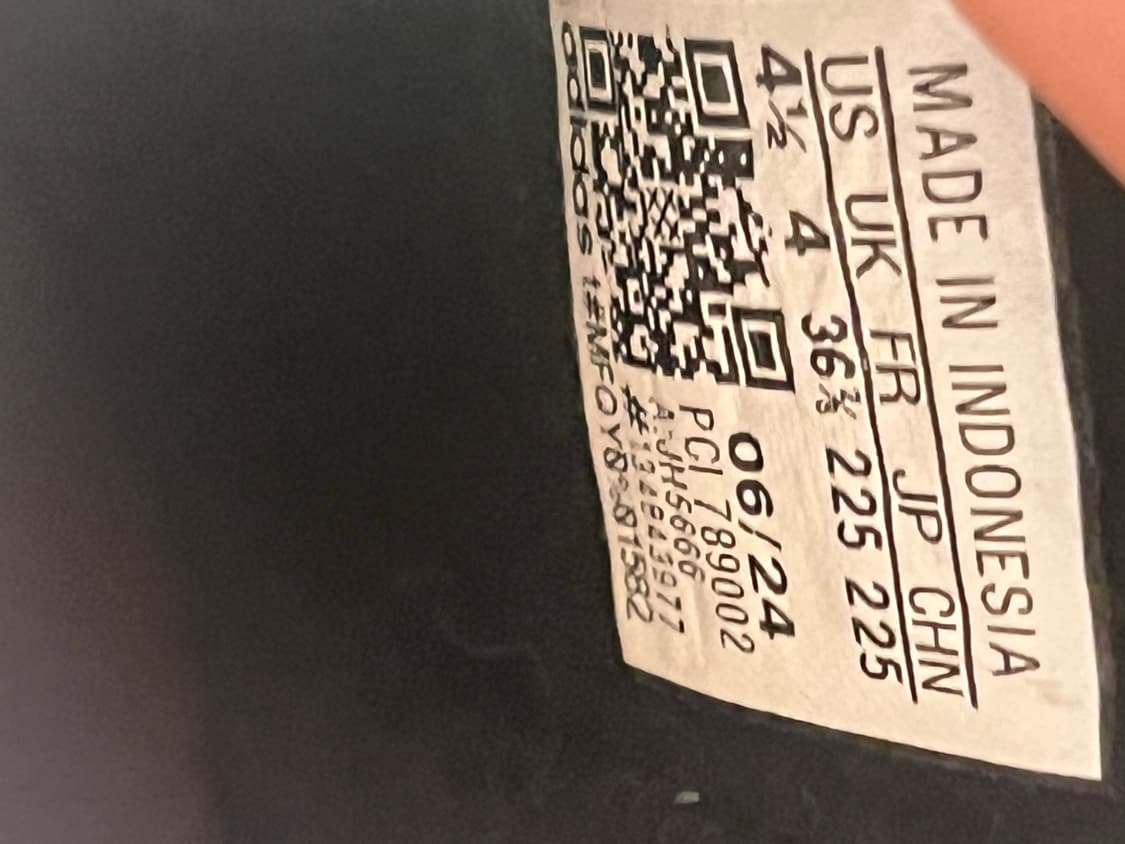 MADE IN INDONESIA
US UK FR JP CHN
4½ 4 36⅔ 225 225
06/24
PCI 789002
JH5666
adidas